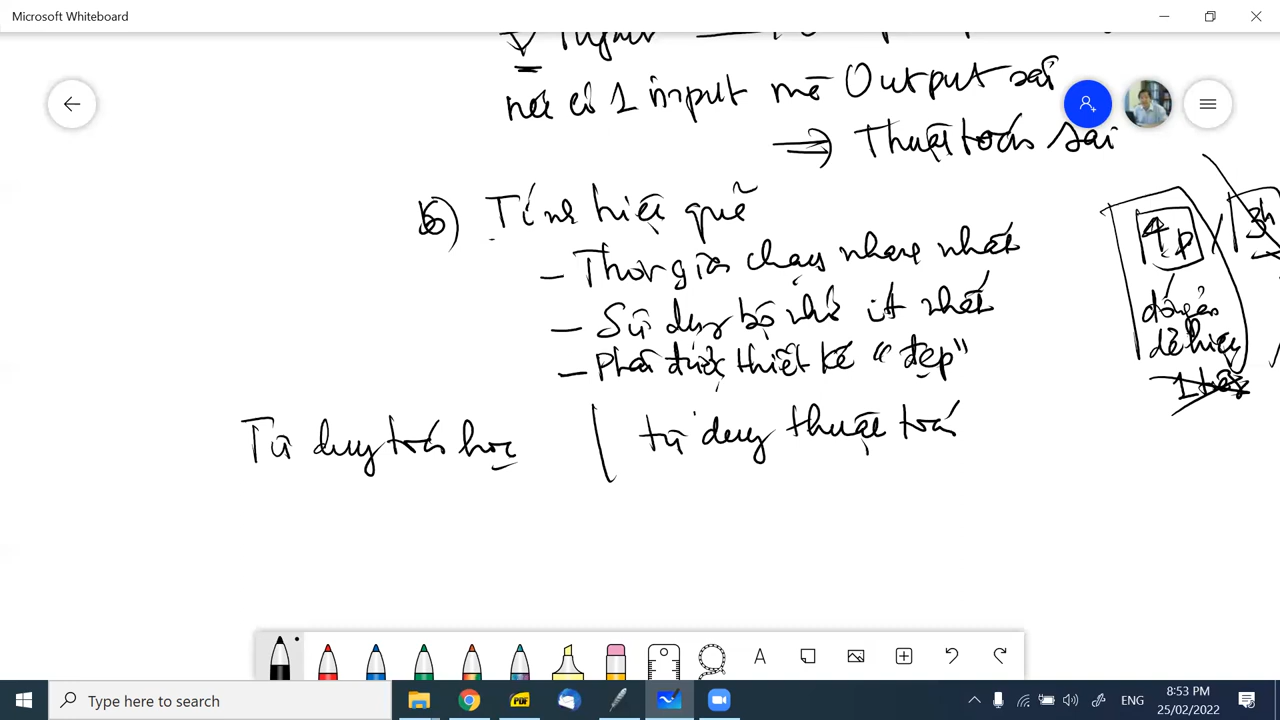 Microsoft Whiteboard
nếu có 1 input mà Output sai
⇒ Thuật toán sai
b) Tính hiệu quả
- Thời gian chạy nhanh nhất
- Sử dụng bộ nhớ ít nhất
- Phải được thiết kế "đẹp"
4p
3h
dễ hiểu
Tư duy toán học | tư duy thuật toán
Type here to search
PDF
ENG
8:53 PM
25/02/2022